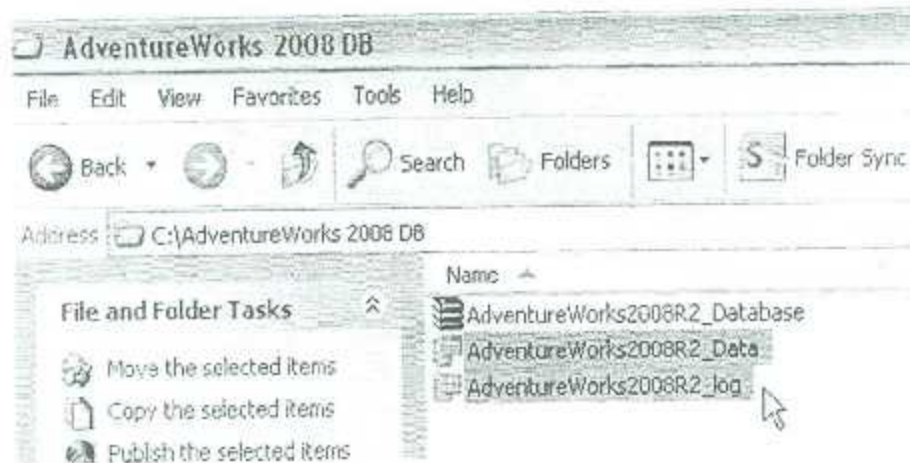 AdventureWorks 2008 DB
File Edit View Favorites Tools Help
Back Search Folders Folder Sync
Address C:\AdventureWorks 2008 DB
Name
File and Folder Tasks
AdventureWorks2008R2_Database
AdventureWorks2008R2_Data
AdventureWorks2008R2_log
Move the selected items
Copy the selected items
Publish the selected items